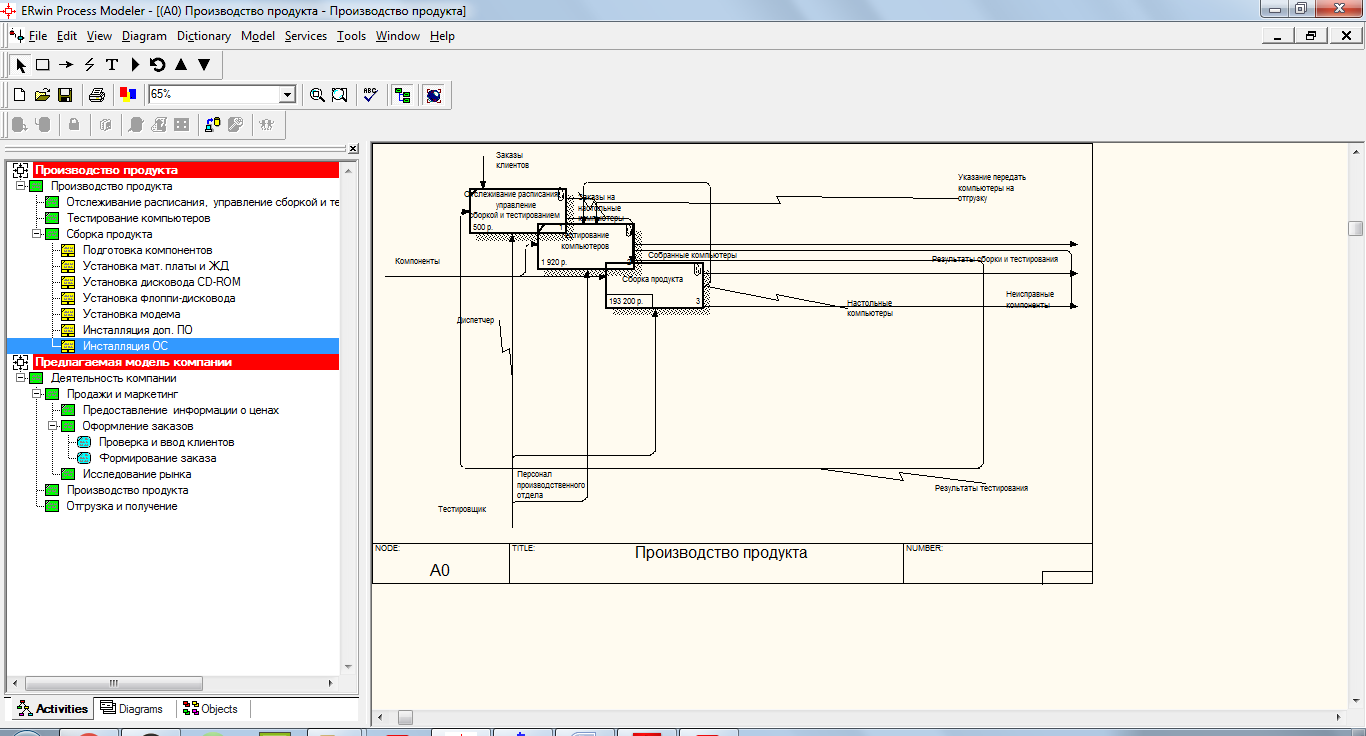 ERwin Process Modeler - [(A0) Производство продукта - Производство продукта]
File Edit View Diagram Dictionary Model Services Tools Window Help
65%
ABC
Производство продукта
Производство продукта
Отслеживание расписания, управление сборкой и те
Тестирование компьютеров
Сборка продукта
Подготовка компонентов
Установка мат. платы и ЖД
Установка дисковода CD-ROM
Установка флоппи-дисковода
Установка модема
Инсталляция доп. ПО
Инсталляция ОС
Предлагаемая модель компании
Деятельность компании
Продажи и маркетинг
Предоставление информации о ценах
Оформление заказов
Проверка и ввод клиентов
Формирование заказа
Исследование рынка
Производство продукта
Отгрузка и получение
Activities Diagrams Objects
Заказы
клиентов
Отслеживание расписания,
управление
сборкой и тестированием
500 р. 1
Заказы на
настольные
компьютеры
Указание передать
компьютеры на
отгрузку
Тестирование
компьютеров
1 920 р. 2
Компоненты
Собранные компьютеры
Результаты сборки и тестирования
Сборка продукта
193 200 р. 3
Настольные
компьютеры
Неисправные
компоненты
Диспетчер
Персонал
производственного
отдела
Тестировщик
Результаты тестирования
NODE: TITLE: NUMBER:
A0 Производство продукта